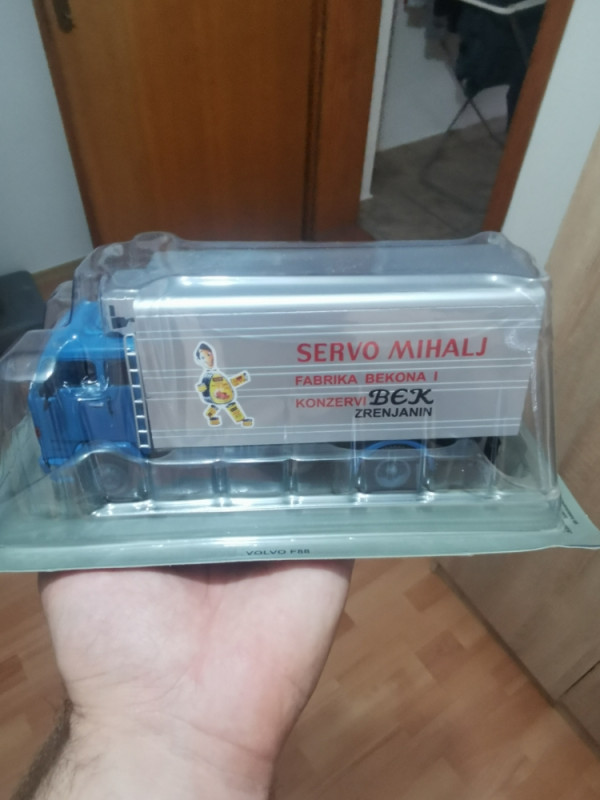 SERVO MIHALJ
FABRIKA BEKONA I
KONZERVI BEK
ZRENJANIN
VOLVO F88